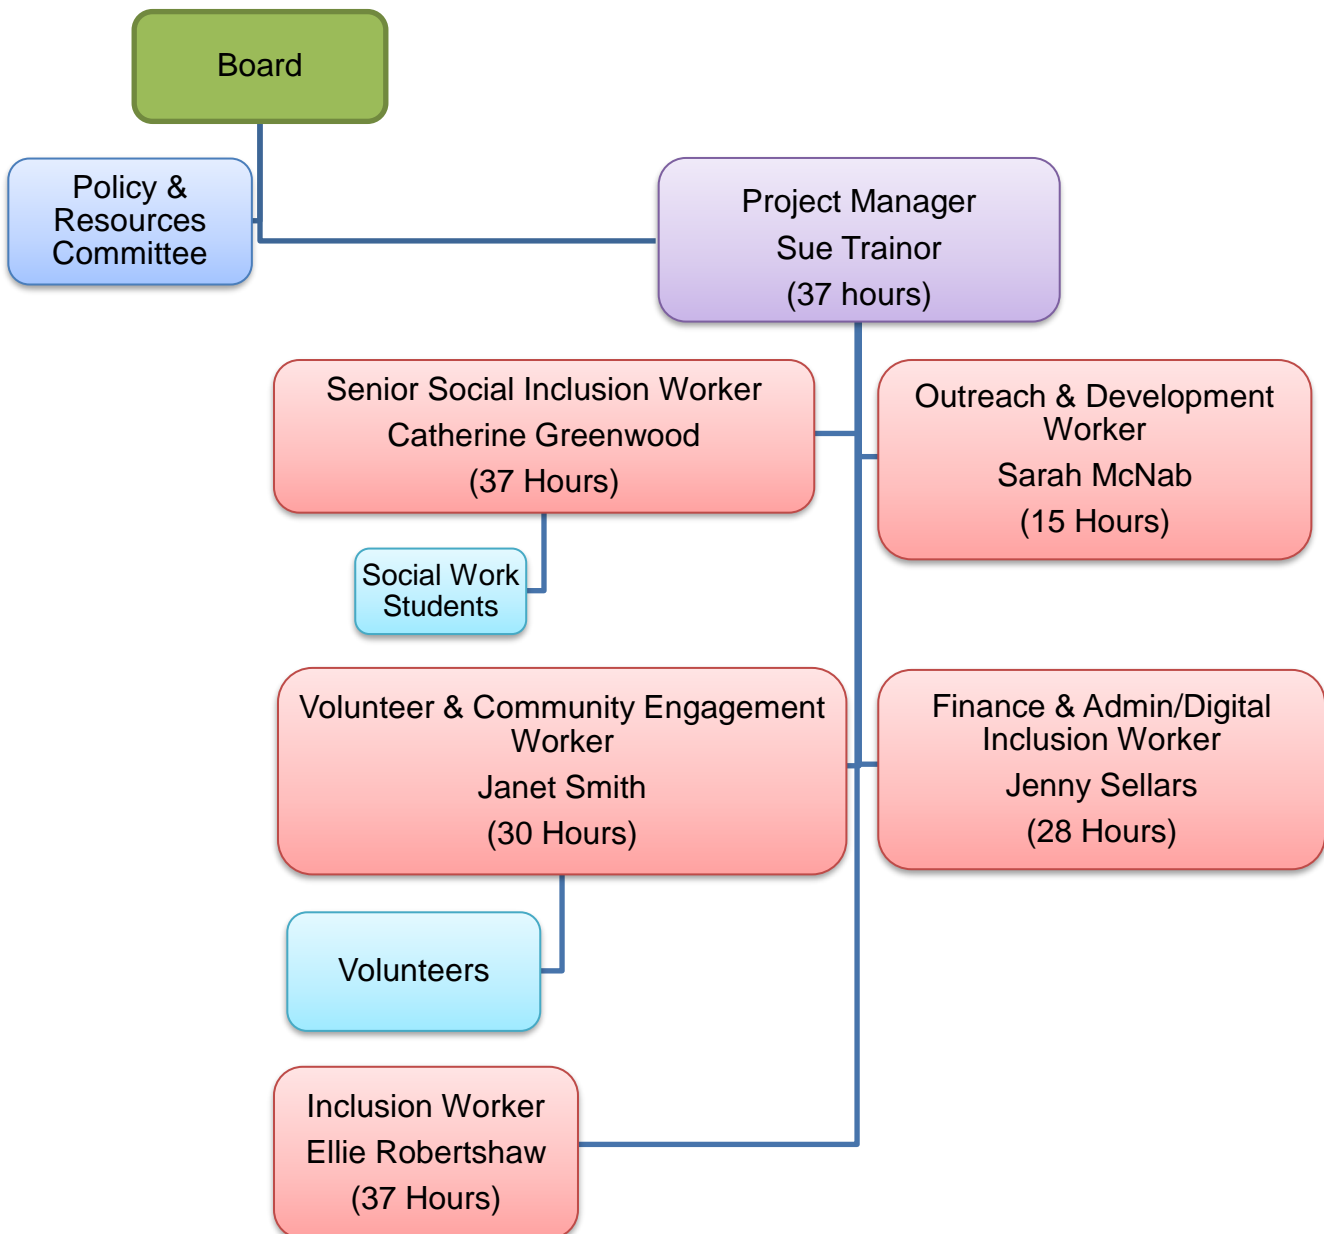 Board
Policy &
Resources
Committee
Project Manager
Sue Trainor
(37 hours)
Senior Social Inclusion Worker
Catherine Greenwood
(37 Hours)
Outreach & Development
Worker
Sarah McNab
(15 Hours)
Social Work
Students
Volunteer & Community Engagement
Worker
Janet Smith
(30 Hours)
Finance & Admin/Digital
Inclusion Worker
Jenny Sellars
(28 Hours)
Volunteers
Inclusion Worker
Ellie Robertshaw
(37 Hours)